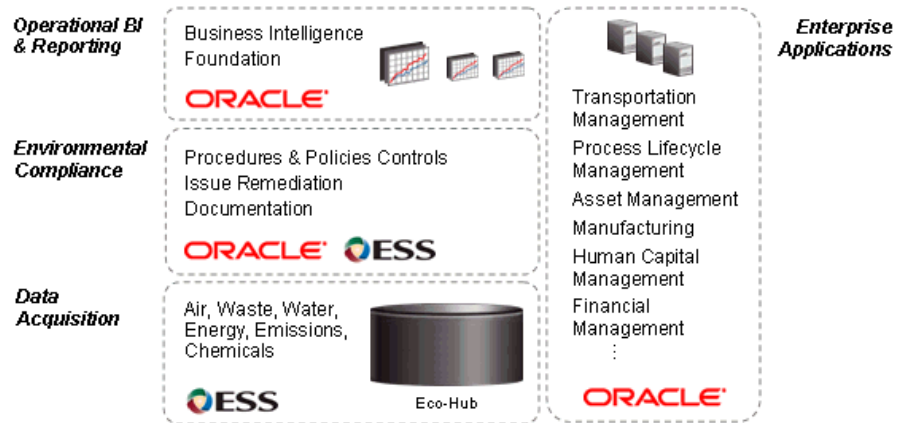 Operational BI
& Reporting
Business Intelligence
Foundation
ORACLE
Environmental
Compliance
Procedures & Policies Controls
Issue Remediation
Documentation
ORACLE ESS
Data
Acquisition
Air, Waste, Water,
Energy, Emissions,
Chemicals
ESS
Eco-Hub
Enterprise
Applications
Transportation
Management
Process Lifecycle
Management
Asset Management
Manufacturing
Human Capital
Management
Financial
Management
⋮
ORACLE